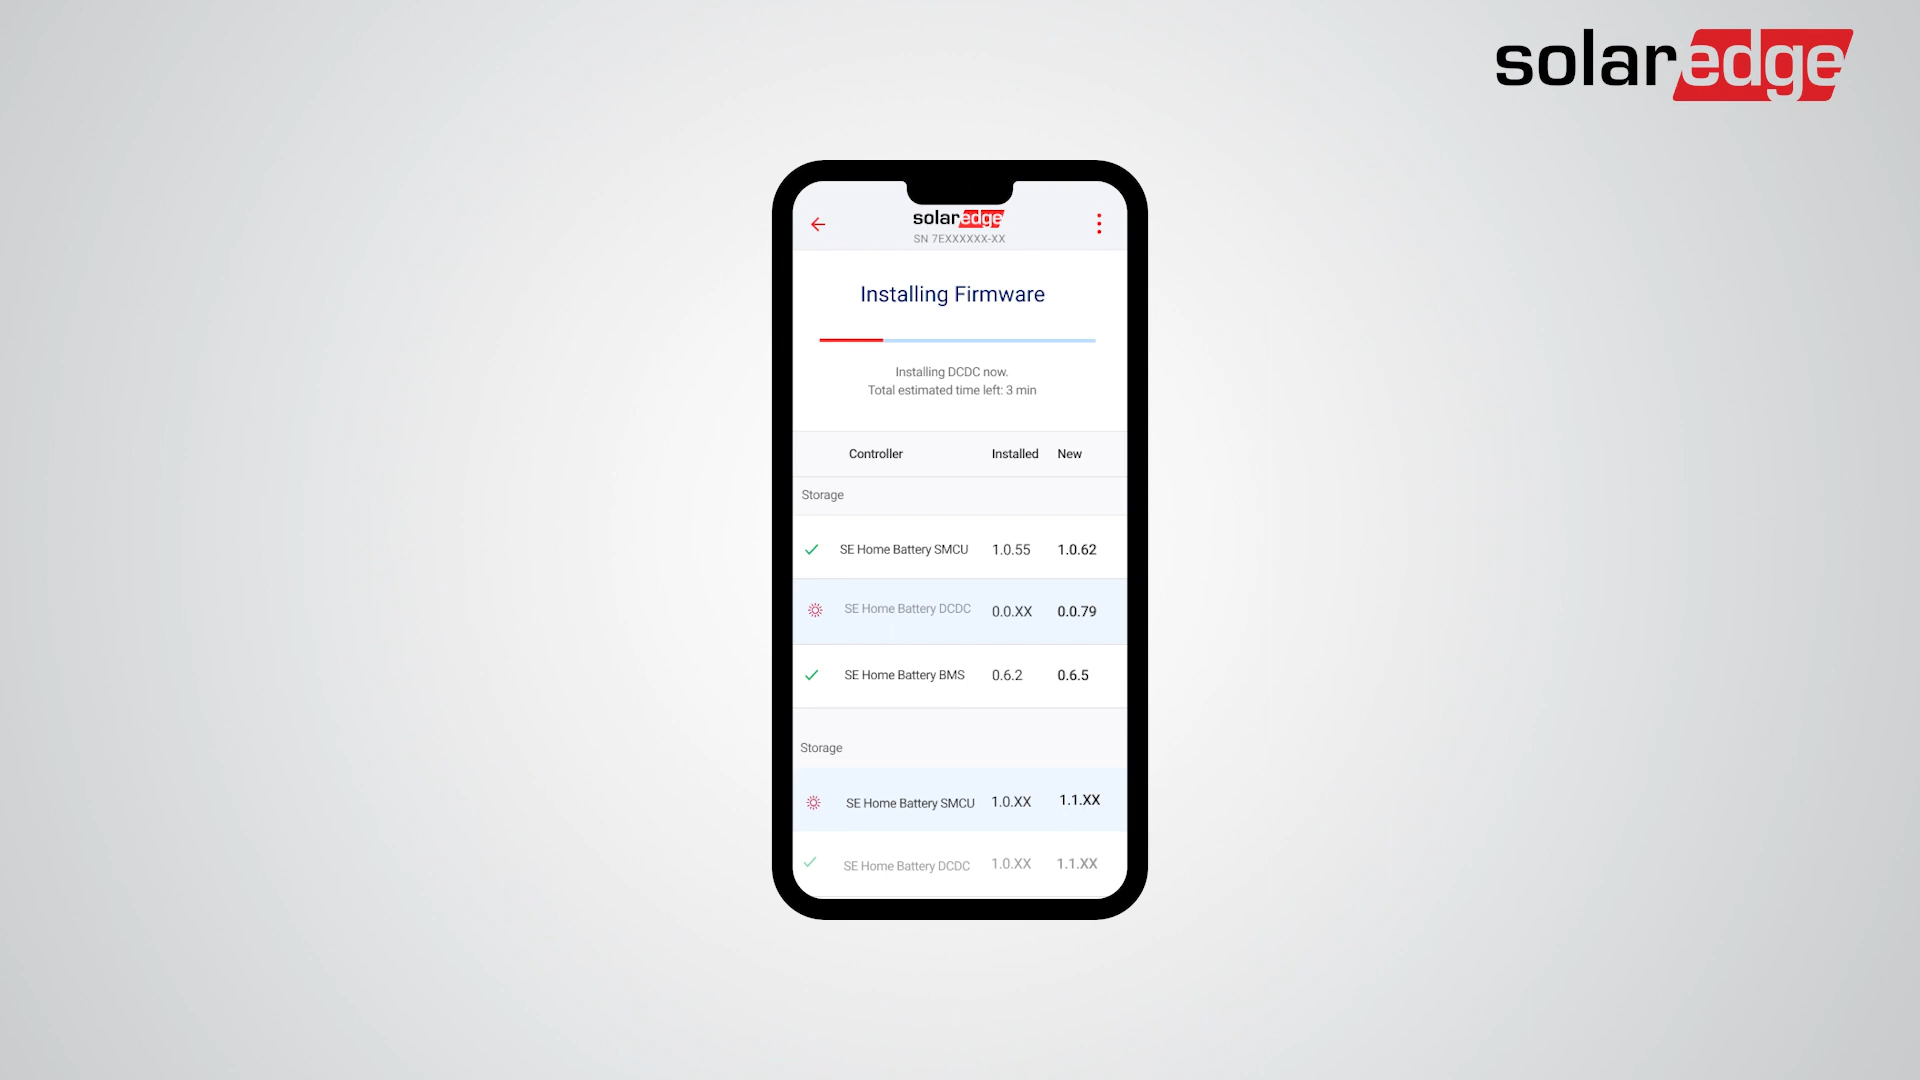 solaredge
solaredge
SN 7EXXXXXX-XX
Installing Firmware
Installing DCDC now.
Total estimated time left: 3 min
Controller Installed New
Storage
SE Home Battery SMCU 1.0.55 1.0.62
SE Home Battery DCDC 0.0.XX 0.0.79
SE Home Battery BMS 0.6.2 0.6.5
Storage
SE Home Battery SMCU 1.0.XX 1.1.XX
SE Home Battery DCDC 1.0.XX 1.1.XX